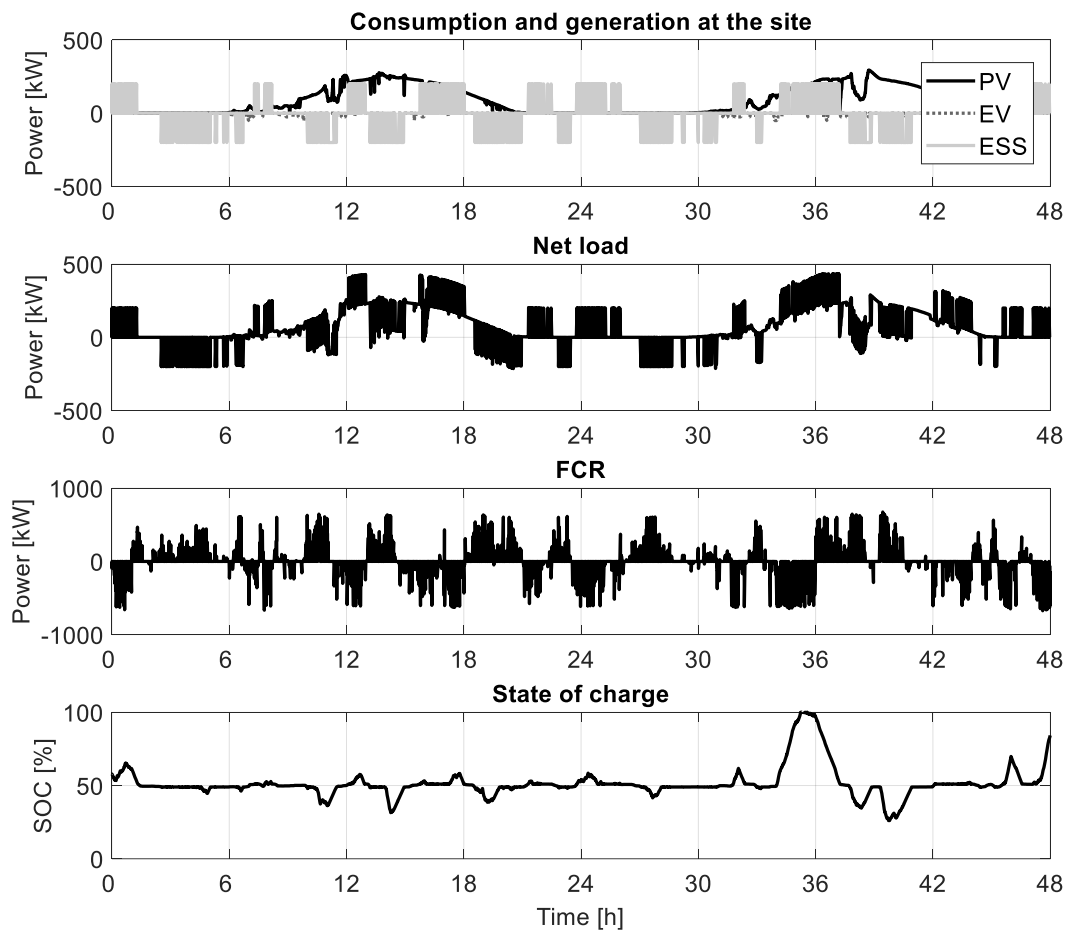 Consumption and generation at the site
500
0
-500
Power [kW]
PV
EV
ESS
0 6 12 18 24 30 36 42 48
Net load
500
0
-500
Power [kW]
0 6 12 18 24 30 36 42 48
FCR
1000
0
-1000
Power [kW]
0 6 12 18 24 30 36 42 48
State of charge
100
50
0
SOC [%]
0 6 12 18 24 30 36 42 48
Time [h]